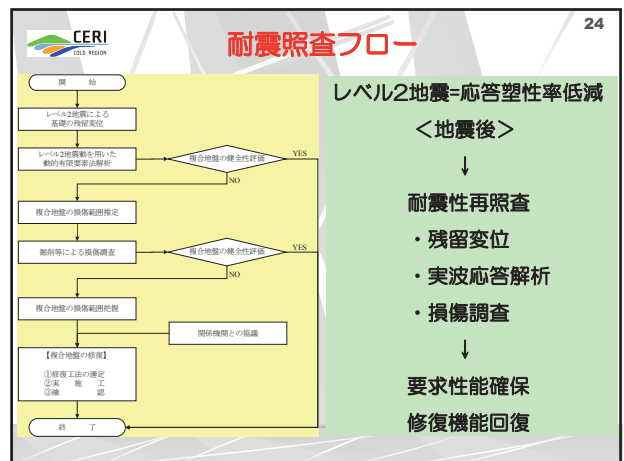 24
CERI
COLD REGION
耐震照査フロー
開　始
レベル2地震による
基礎の残留変位
レベル2地震動を用いた
動的有限要素法解析
複合地盤の健全性評価
YES
NO
複合地盤の損傷範囲推定
掘削等による損傷調査
複合地盤の健全性評価
YES
NO
複合地盤の損傷範囲把握
関係機関との協議
【複合地盤の修復】
①修復工法の選定
②実　施　工
③確　　　認
終　了
レベル2地震=応答塑性率低減
＜地震後＞
↓
耐震性再照査
・残留変位
・実波応答解析
・損傷調査
↓
要求性能確保
修復機能回復